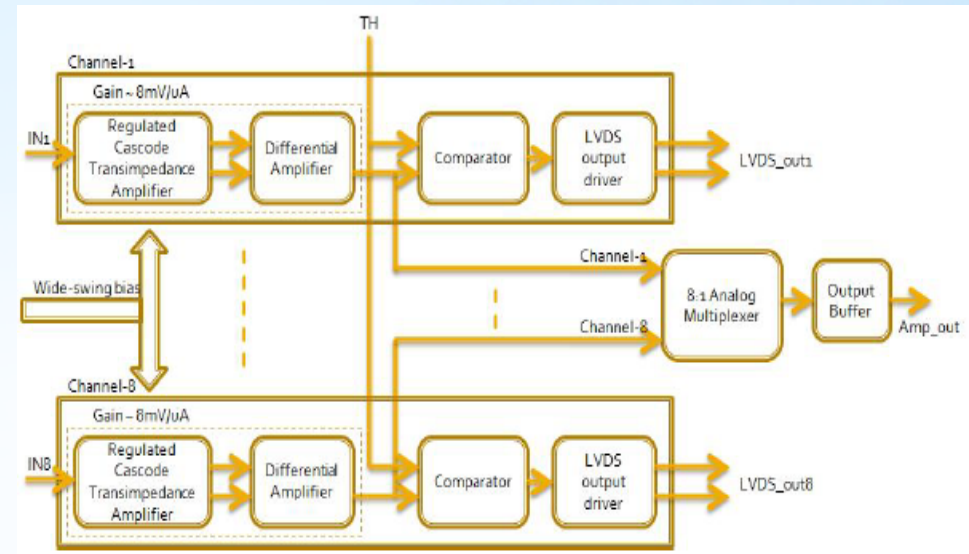 TH
Channel-1
Gain ~ 8mV/uA
IN1
Regulated
Cascode
Transimpedance
Amplifier
Differential
Amplifier
Comparator
LVDS
output
driver
LVDS_out1
Wide-swing bias
Channel-1
Channel-8
8:1 Analog
Multiplexer
Output
Buffer
Amp_out
Channel-8
Gain ~ 8mV/uA
IN8
Regulated
Cascode
Transimpedance
Amplifier
Differential
Amplifier
Comparator
LVDS
output
driver
LVDS_out8